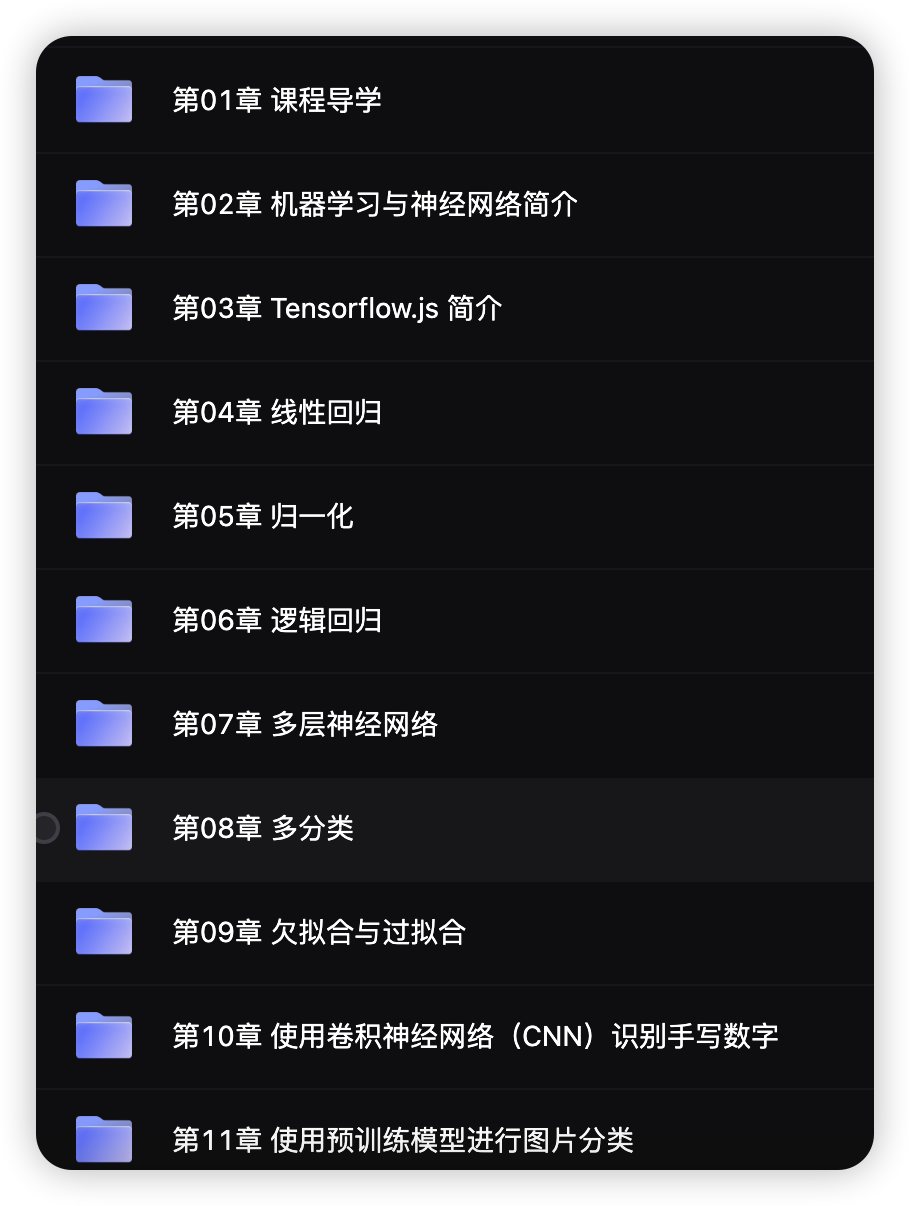 第01章 课程导学
第02章 机器学习与神经网络简介
第03章 Tensorflow.js 简介
第04章 线性回归
第05章 归一化
第06章 逻辑回归
第07章 多层神经网络
第08章 多分类
第09章 欠拟合与过拟合
第10章 使用卷积神经网络（CNN）识别手写数字
第11章 使用预训练模型进行图片分类